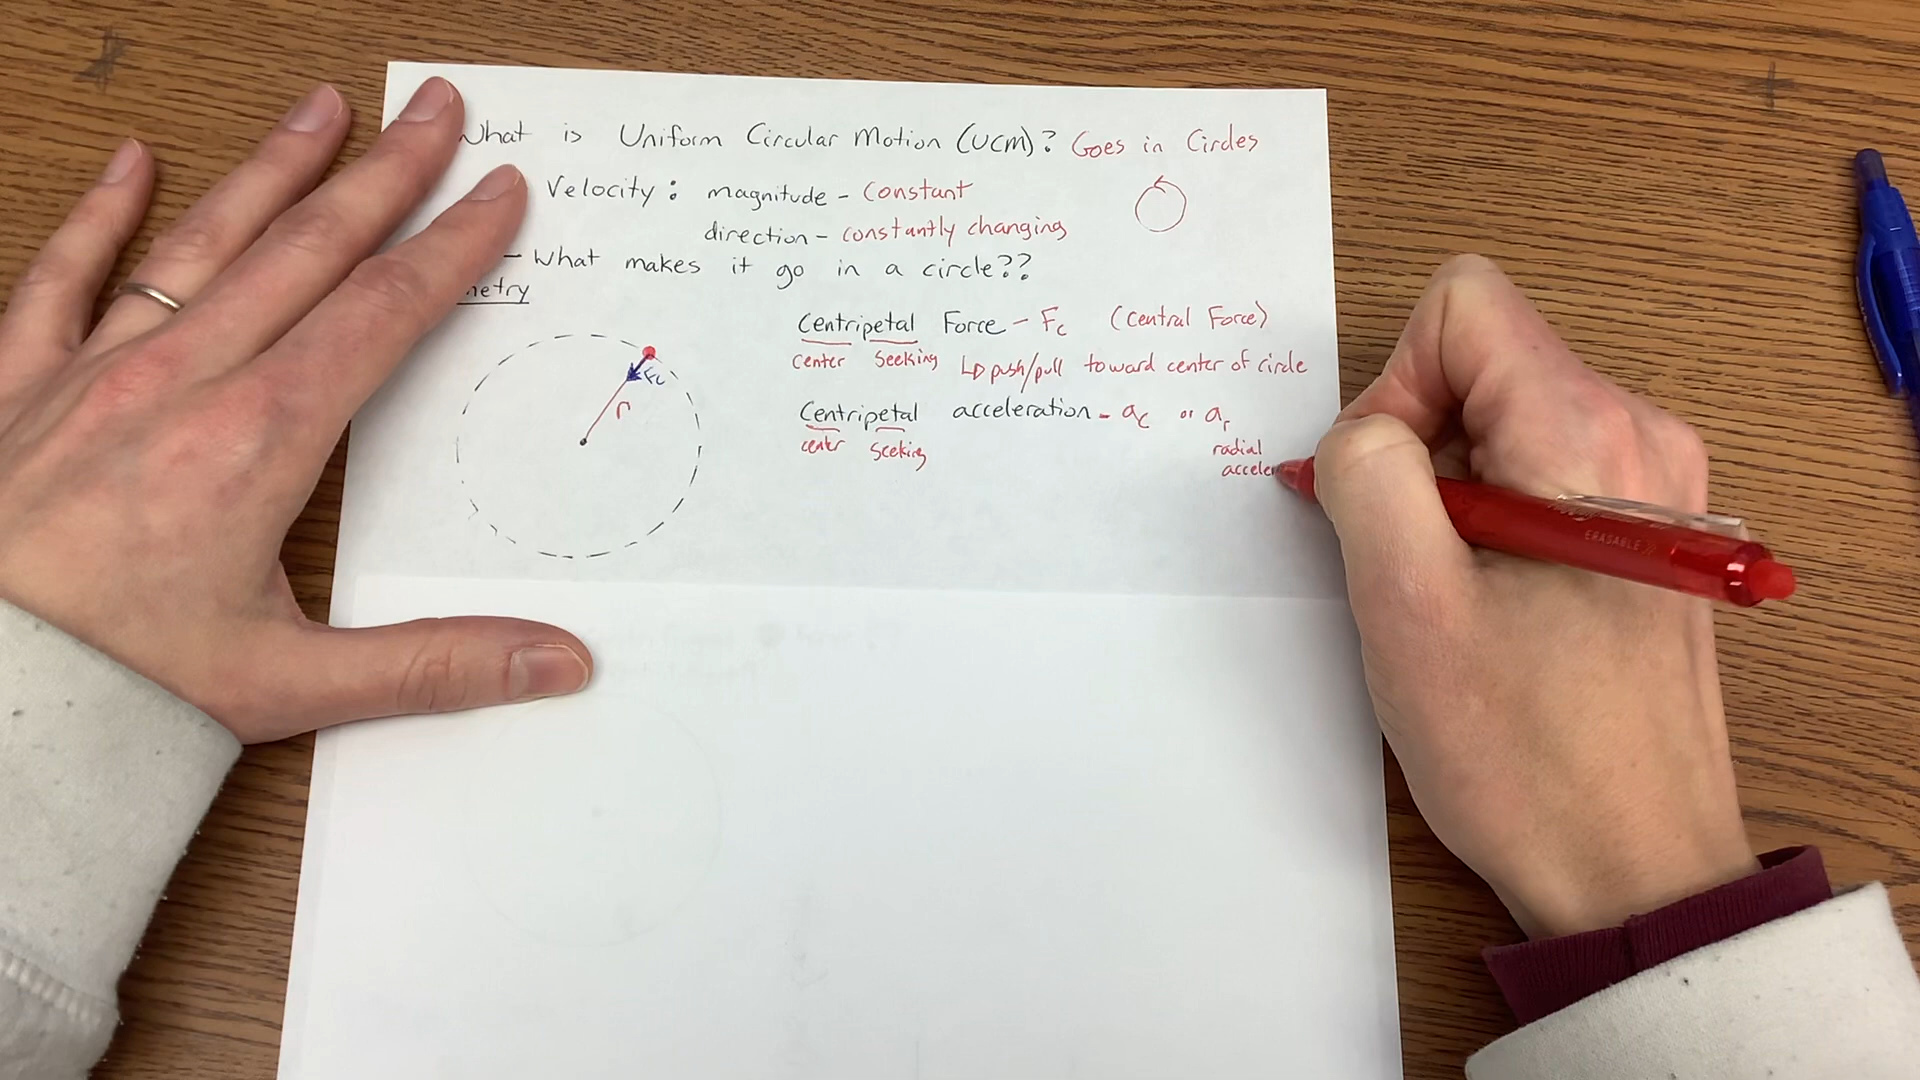 What is Uniform Circular Motion (UCM)? Goes in Circles
Velocity: magnitude - Constant
direction - constantly changing
- What makes it go in a circle??
metry
Centripetal Force - Fc (Central Force)
center Seeking ↳ push/pull toward center of circle
Fc
r
Centripetal acceleration - ac or ar
center Seeking
radial
acceler
ERASABLE